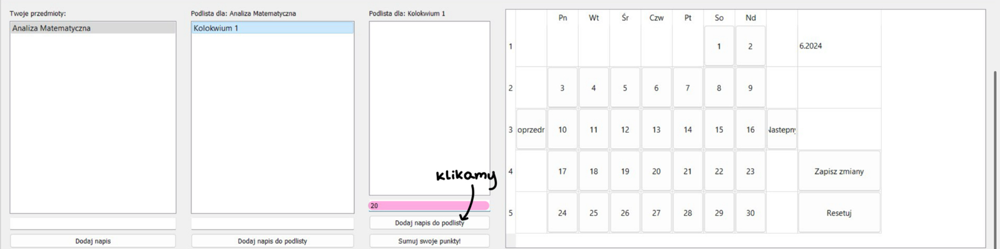 Twoje przedmioty:
Analiza Matematyczna
Dodaj napis
Podlista dla: Analiza Matematyczna
Kolokwium 1
Dodaj napis do podlisty
Podlista dla: Kolokwium 1
klikamy
20
Dodaj napis do podlisty
Sumuj swoje punkty!
Pn Wt Śr Czw Pt So Nd
1 1 2 6.2024
2 3 4 5 6 7 8 9
3 oprzedr 10 11 12 13 14 15 16 Nastepny
4 17 18 19 20 21 22 23 Zapisz zmiany
5 24 25 26 27 28 29 30 Resetuj